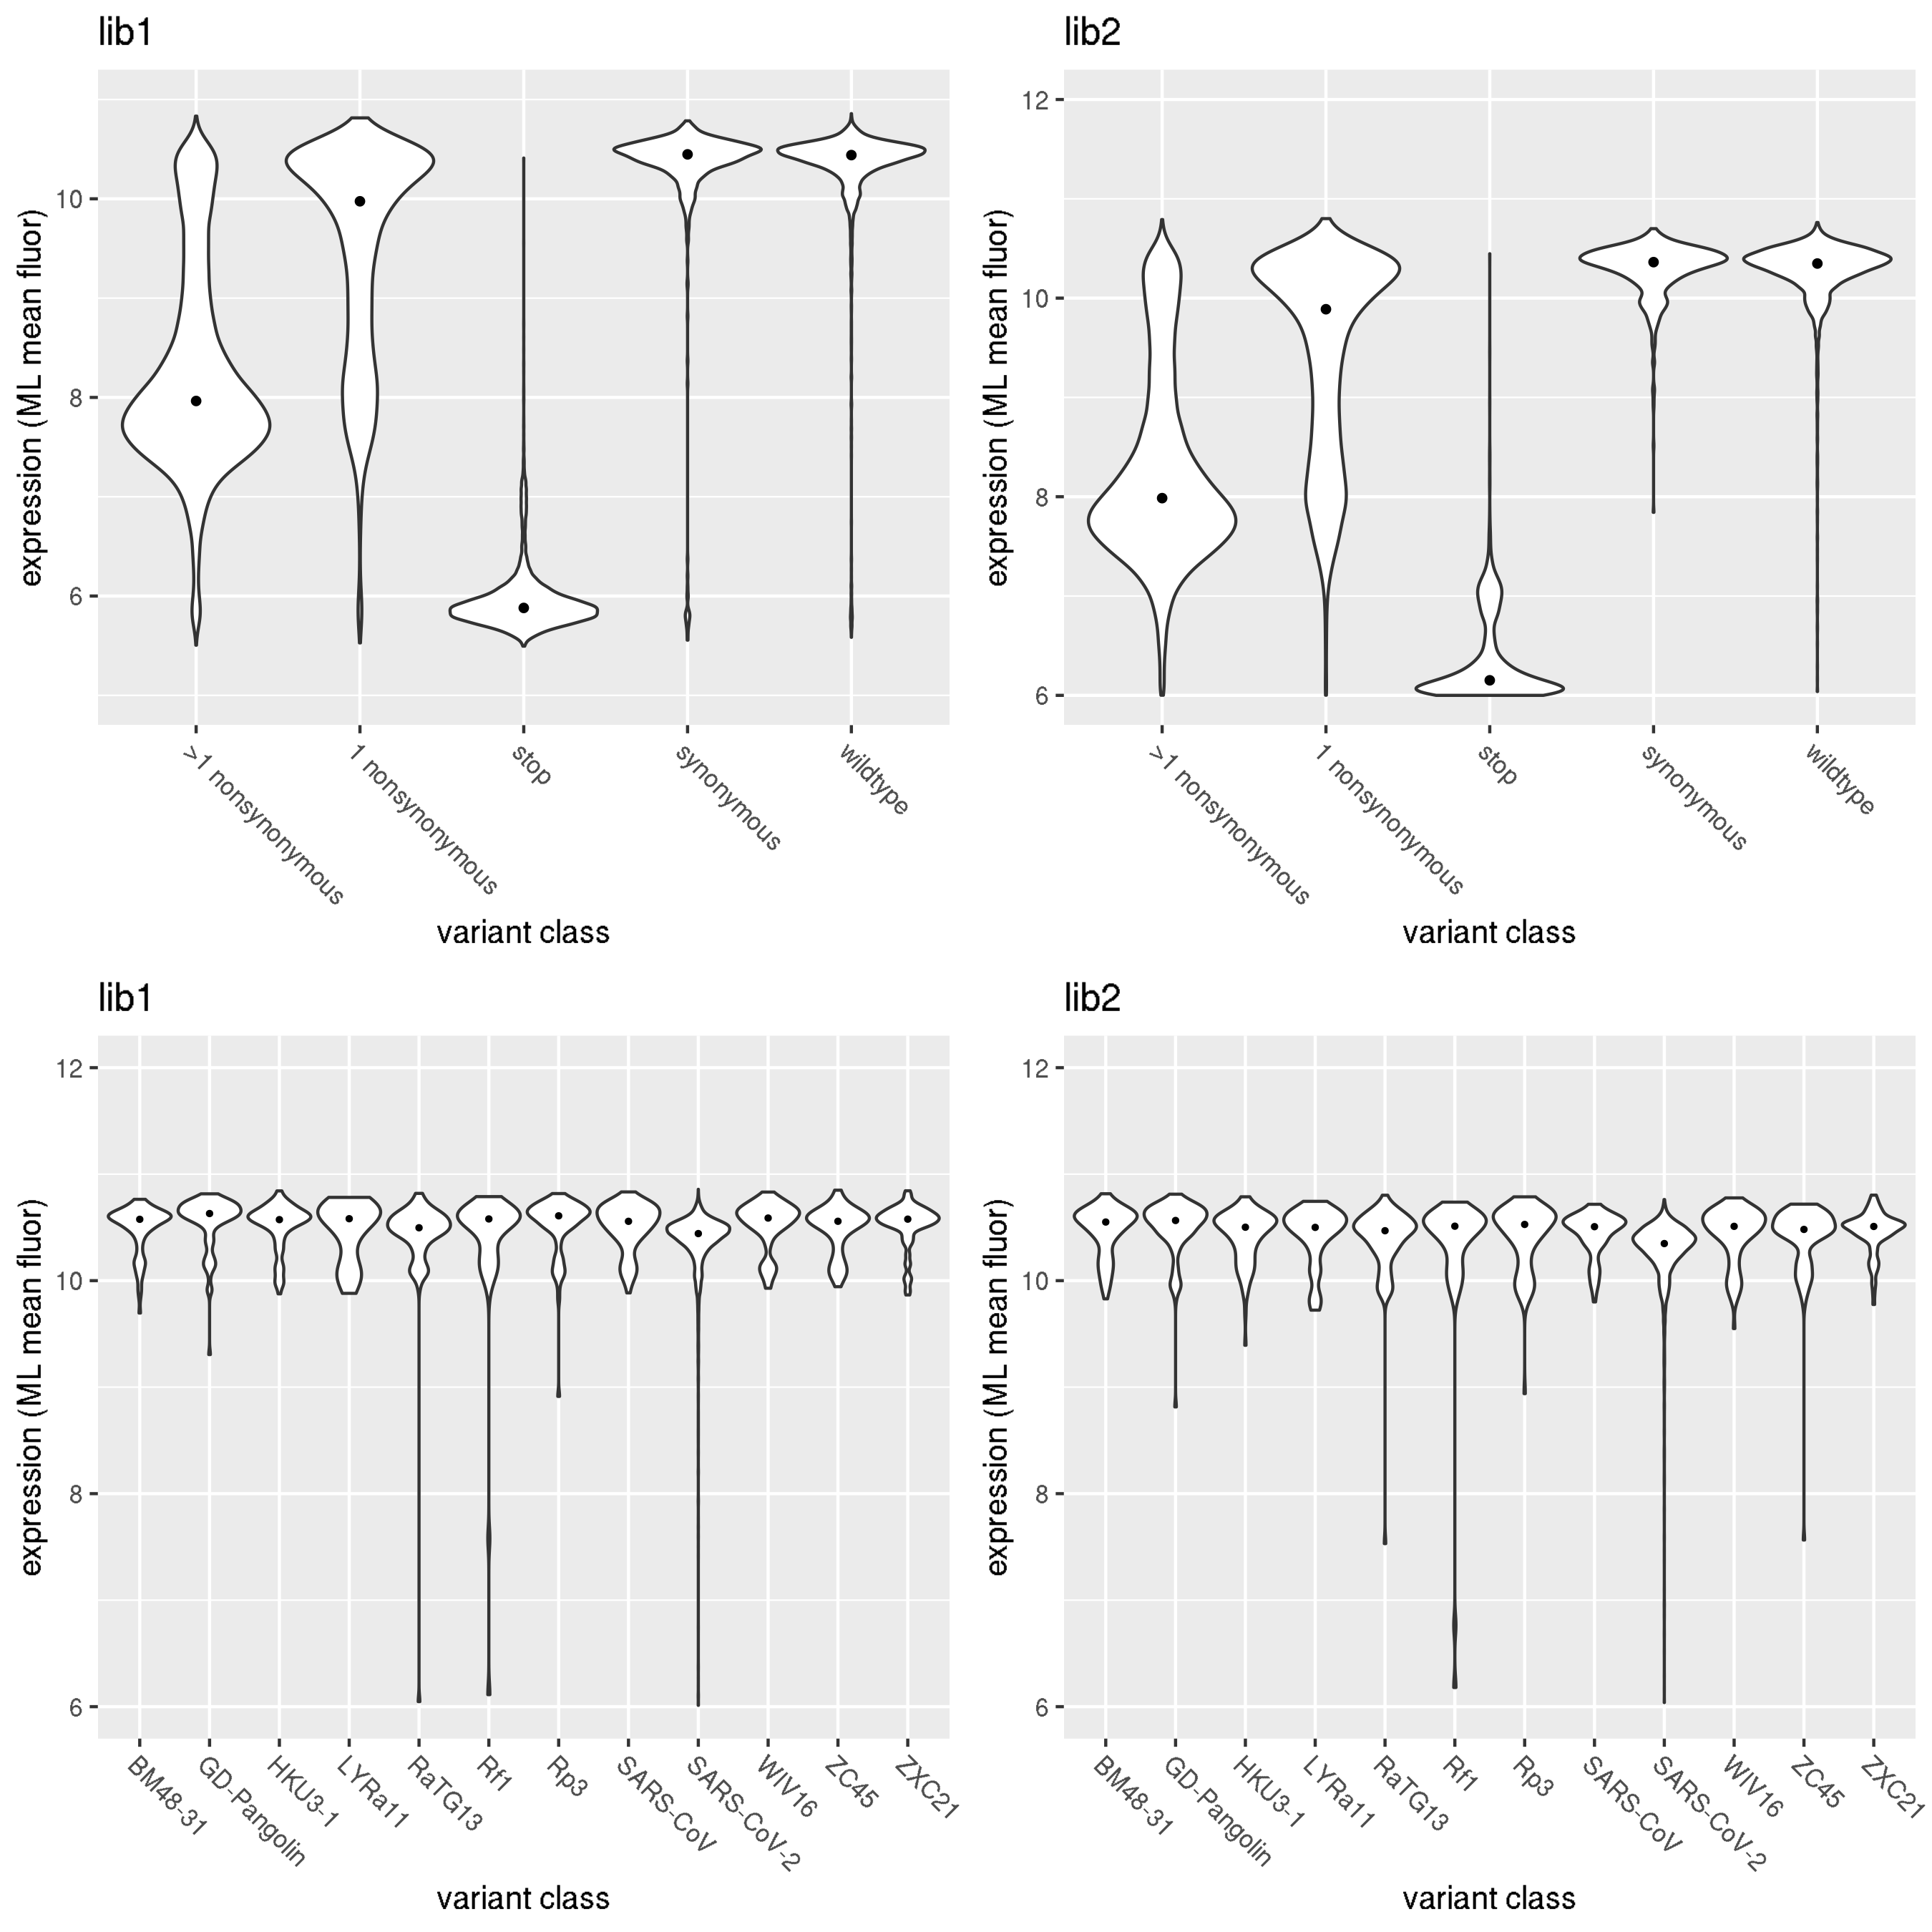 lib1
expression (ML mean fluor)
10
8
6
>1 nonsynonymous
1 nonsynonymous
stop
synonymous
wildtype
variant class
lib2
expression (ML mean fluor)
12
10
8
6
>1 nonsynonymous
1 nonsynonymous
stop
synonymous
wildtype
variant class
lib1
expression (ML mean fluor)
12
10
8
6
BM48-31
GD-Pangolin
HKU3-1
LYRa11
RaTG13
Rf1
Rp3
SARS-CoV
SARS-CoV-2
WIV16
ZC45
ZXC21
variant class
lib2
expression (ML mean fluor)
12
10
8
6
BM48-31
GD-Pangolin
HKU3-1
LYRa11
RaTG13
Rf1
Rp3
SARS-CoV
SARS-CoV-2
WIV16
ZC45
ZXC21
variant class